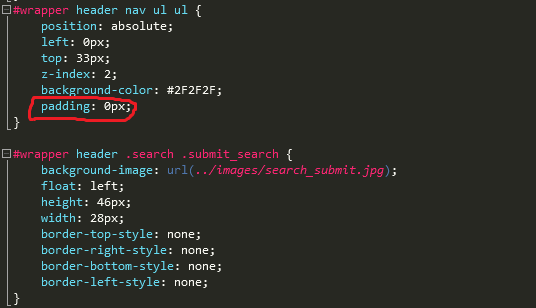 #wrapper header nav ul ul {
position: absolute;
left: 0px;
top: 33px;
z-index: 2;
background-color: #2F2F2F;
padding: 0px;
}
#wrapper header .search .submit_search {
background-image: url(../images/search_submit.jpg);
float: left;
height: 46px;
width: 28px;
border-top-style: none;
border-right-style: none;
border-bottom-style: none;
border-left-style: none;
}